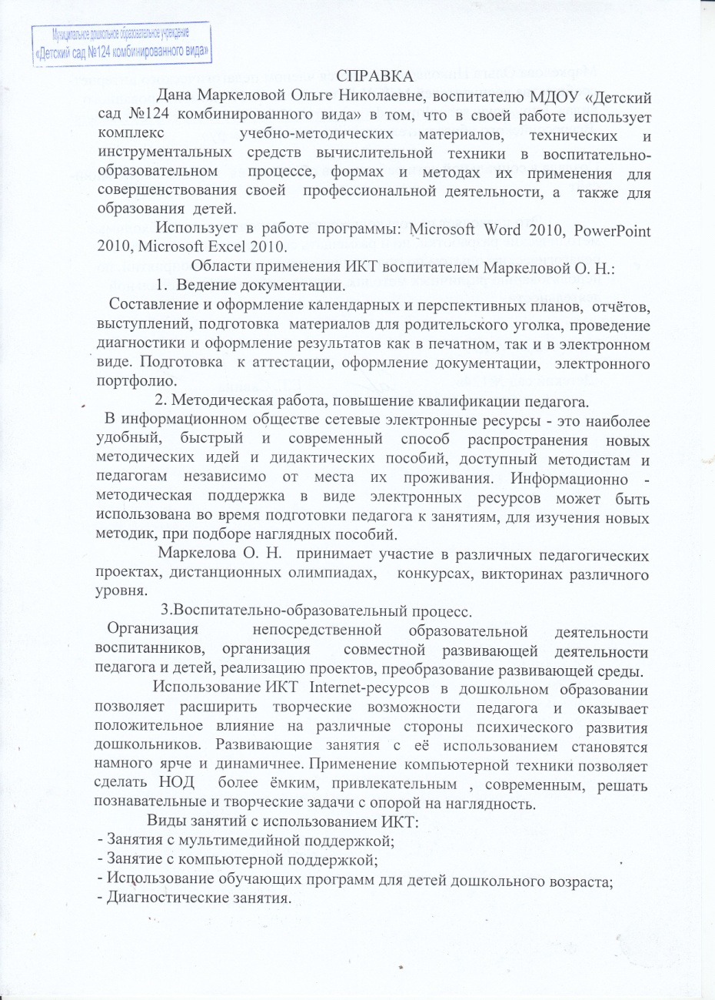 Муниципальное дошкольное образовательное учреждение
«Детский сад №124 комбинированного вида»
СПРАВКА
Дана Маркеловой Ольге Николаевне, воспитателю МДОУ «Детский
сад №124 комбинированного вида» в том, что в своей работе использует
комплекс учебно-методических материалов, технических и
инструментальных средств вычислительной техники в воспитательно-
образовательном процессе, формах и методах их применения для
совершенствования своей профессиональной деятельности, а также для
образования детей.
Использует в работе программы: Microsoft Word 2010, PowerPoint
2010, Microsoft Excel 2010.
Области применения ИКТ воспитателем Маркеловой О. Н.:
1. Ведение документации.
Составление и оформление календарных и перспективных планов, отчётов,
выступлений, подготовка материалов для родительского уголка, проведение
диагностики и оформление результатов как в печатном, так и в электронном
виде. Подготовка к аттестации, оформление документации, электронного
портфолио.
2. Методическая работа, повышение квалификации педагога.
В информационном обществе сетевые электронные ресурсы - это наиболее
удобный, быстрый и современный способ распространения новых
методических идей и дидактических пособий, доступный методистам и
педагогам независимо от места их проживания. Информационно -
методическая поддержка в виде электронных ресурсов может быть
использована во время подготовки педагога к занятиям, для изучения новых
методик, при подборе наглядных пособий.
Маркелова О. Н. принимает участие в различных педагогических
проектах, дистанционных олимпиадах, конкурсах, викторинах различного
уровня.
3.Воспитательно-образовательный процесс.
Организация непосредственной образовательной деятельности
воспитанников, организация совместной развивающей деятельности
педагога и детей, реализацию проектов, преобразование развивающей среды.
Использование ИКТ Internet-ресурсов в дошкольном образовании
позволяет расширить творческие возможности педагога и оказывает
положительное влияние на различные стороны психического развития
дошкольников. Развивающие занятия с её использованием становятся
намного ярче и динамичнее. Применение компьютерной техники позволяет
сделать НОД более ёмким, привлекательным , современным, решать
познавательные и творческие задачи с опорой на наглядность.
Виды занятий с использованием ИКТ:
- Занятия с мультимедийной поддержкой;
- Занятие с компьютерной поддержкой;
- Использование обучающих программ для детей дошкольного возраста;
- Диагностические занятия.